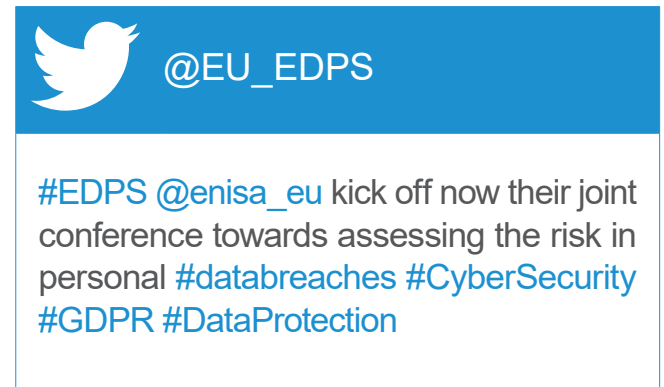 @EU_EDPS
#EDPS @enisa_eu kick off now their joint
conference towards assessing the risk in
personal #databreaches #CyberSecurity
#GDPR #DataProtection